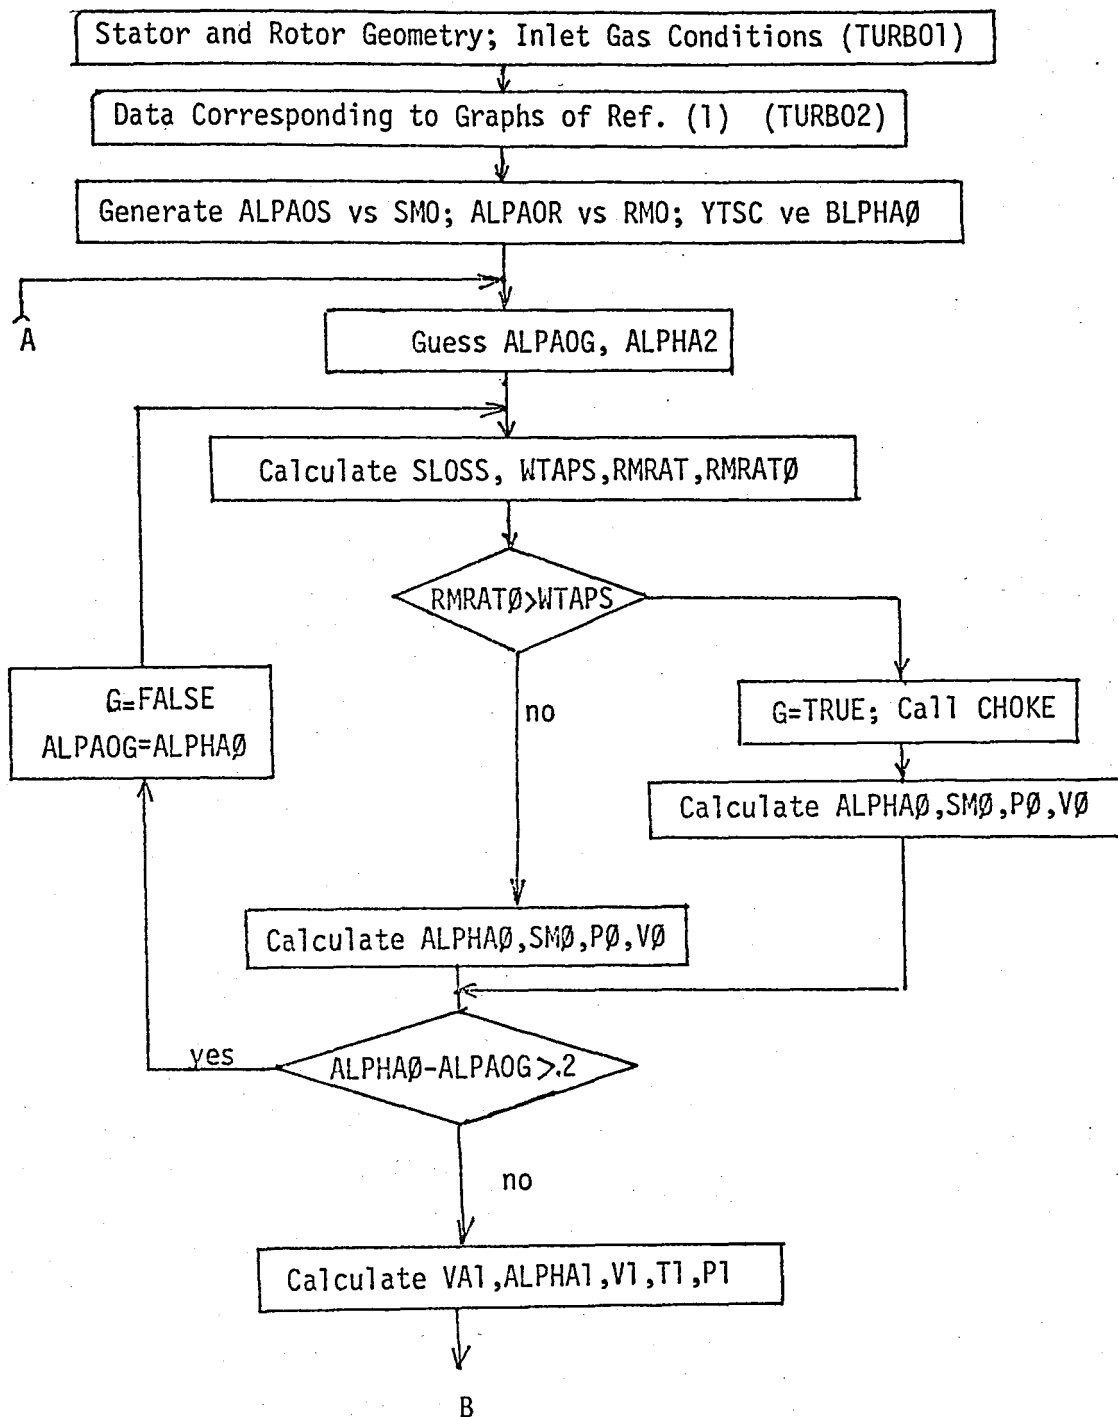 Stator and Rotor Geometry; Inlet Gas Conditions (TURBO1)
Data Corresponding to Graphs of Ref. (1) (TURBO2)
Generate ALPAOS vs SMO; ALPAOR vs RMO; YTSC ve BLPHAØ
A
Guess ALPAOG, ALPHA2
Calculate SLOSS, WTAPS,RMRAT,RMRATØ
RMRATØ>WTAPS
G=FALSE
ALPAOG=ALPHAØ
no
G=TRUE; Call CHOKE
Calculate ALPHAØ,SMØ,PØ,VØ
Calculate ALPHAØ,SMØ,PØ,VØ
yes
ALPHAØ-ALPAOG >.2
no
Calculate VA1,ALPHA1,V1,T1,P1
B